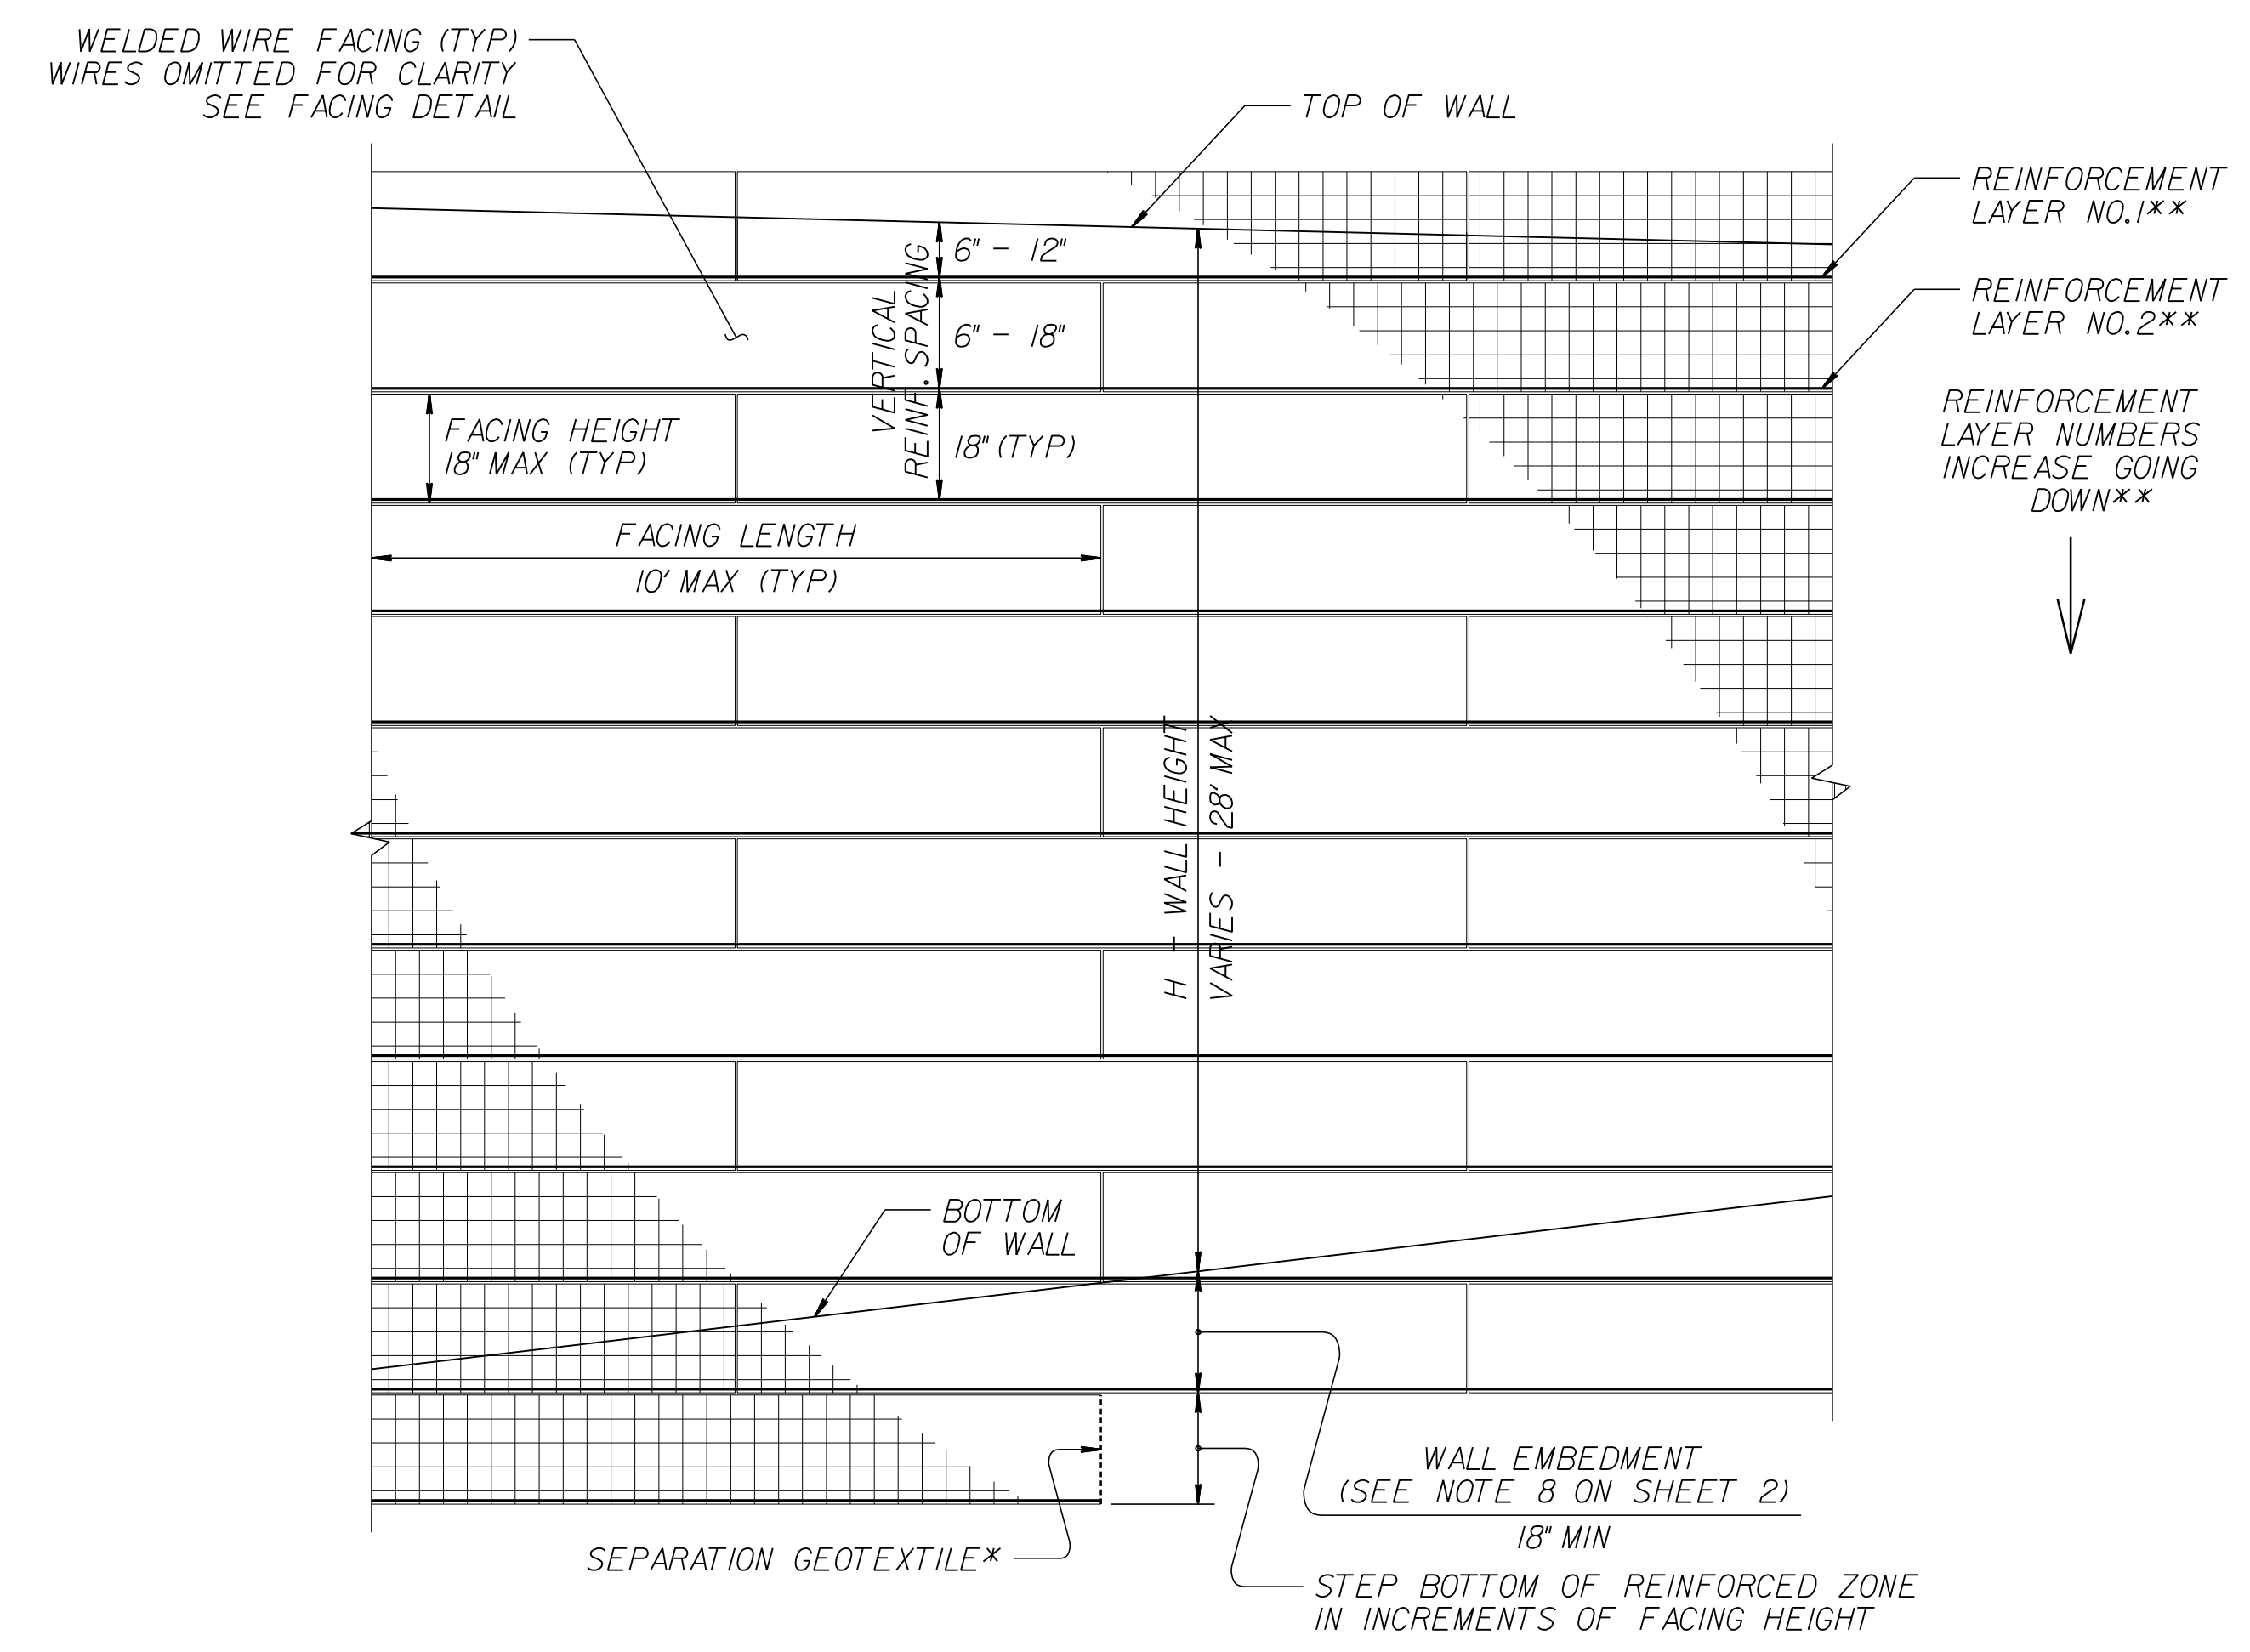 WELDED WIRE FACING (TYP)
WIRES OMITTED FOR CLARITY
SEE FACING DETAIL
TOP OF WALL
REINFORCEMENT
LAYER NO.1**
6" - 12"
VERTICAL
REINF. SPACING
6" - 18"
REINFORCEMENT
LAYER NO.2**
FACING HEIGHT
18" MAX (TYP)
18" (TYP)
REINFORCEMENT
LAYER NUMBERS
INCREASE GOING
DOWN**
FACING LENGTH
10' MAX (TYP)
H - WALL HEIGHT
VARIES - 28' MAX
BOTTOM
OF WALL
WALL EMBEDMENT
(SEE NOTE 8 ON SHEET 2)
18" MIN
SEPARATION GEOTEXTILE*
STEP BOTTOM OF REINFORCED ZONE
IN INCREMENTS OF FACING HEIGHT